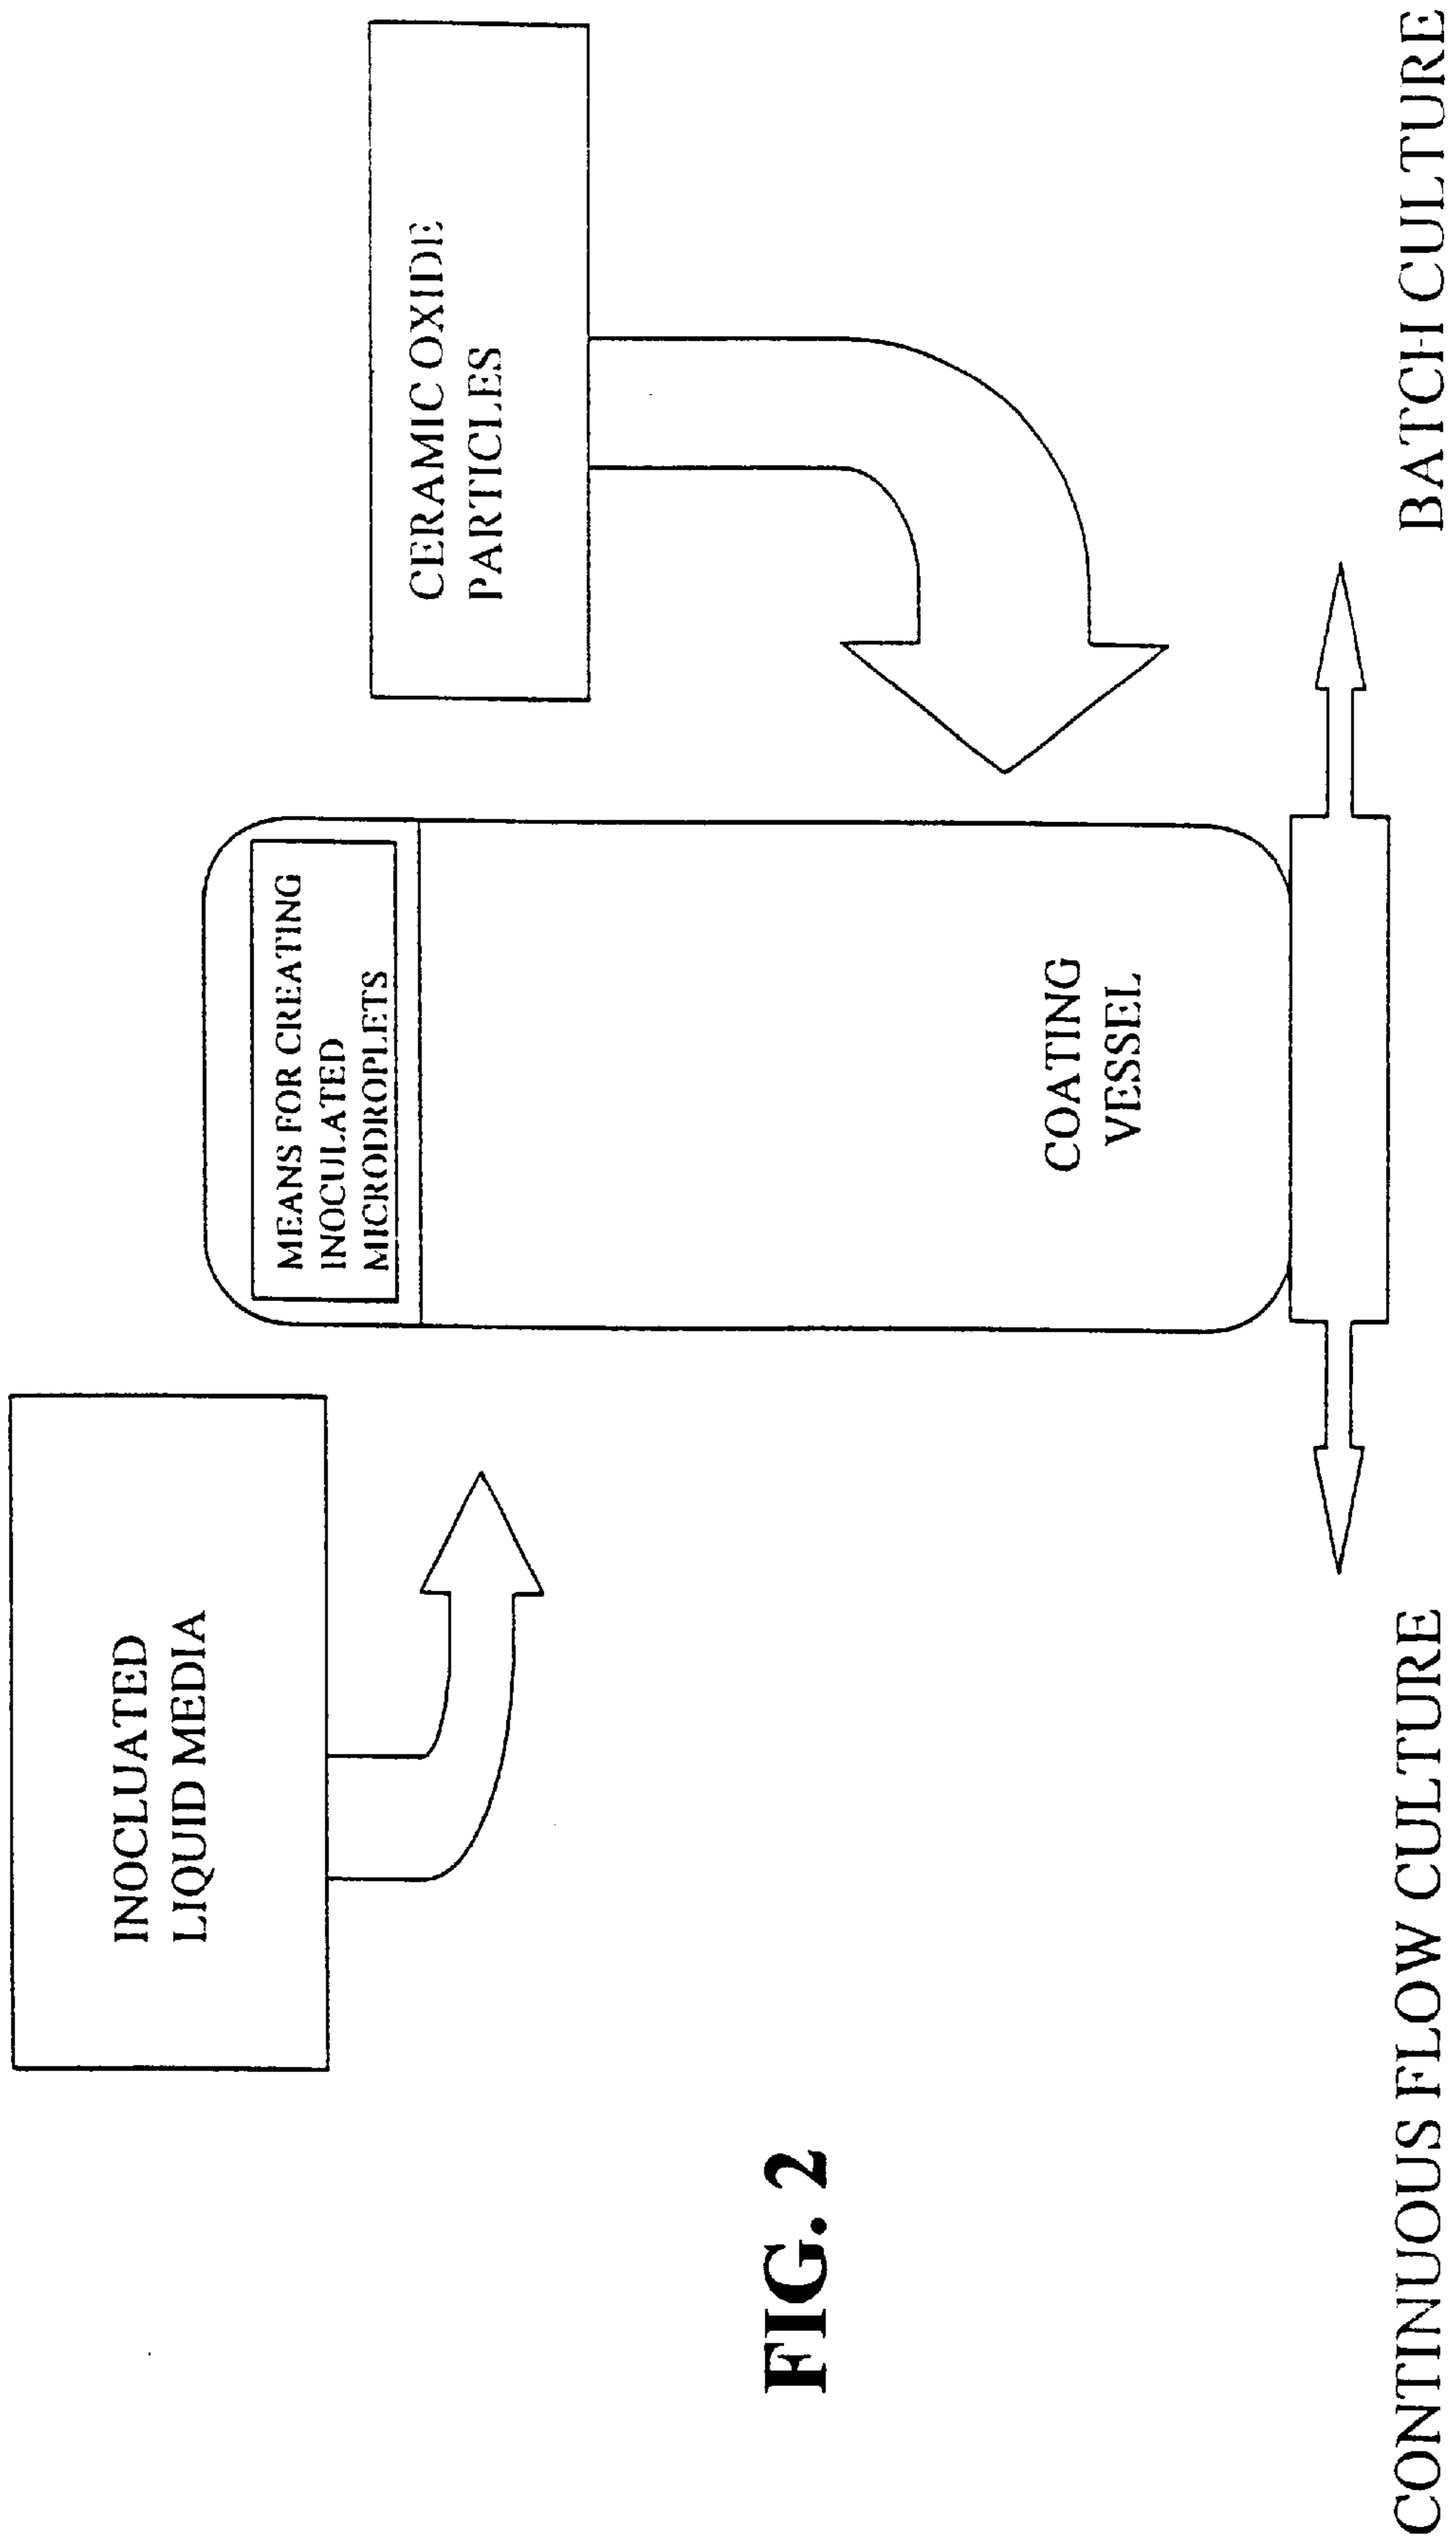 FIG. 2
INOCLUATED
LIQUID MEDIA
MEANS FOR CREATING
INOCULATED
MICRODROPLETS
CERAMIC OXIDE
PARTICLES
COATING
VESSEL
CONTINUOUS FLOW CULTURE
BATCH CULTURE